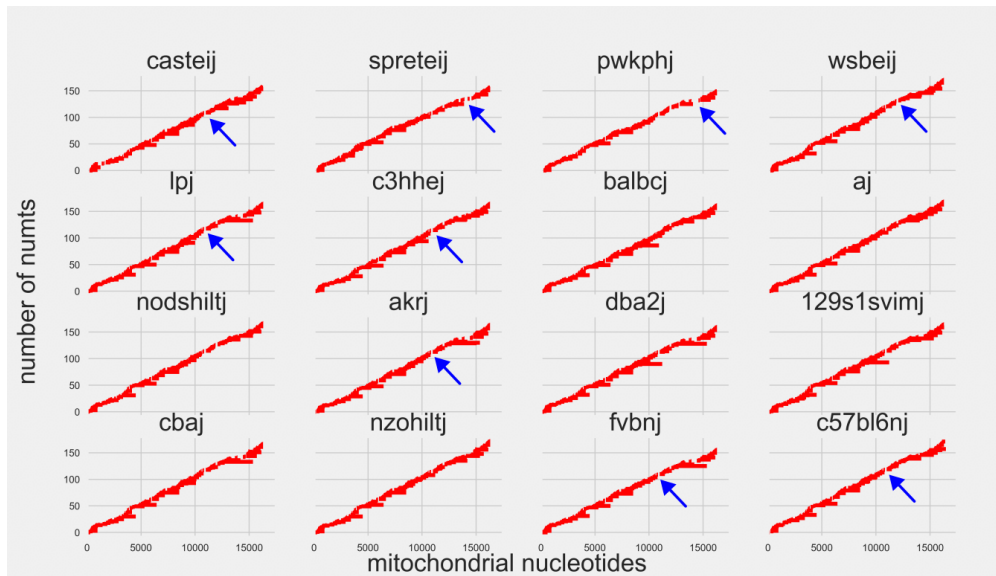 casteij spreteij pwkphj wsbeij
150
100
50
0
lpj c3hhej balbcj aj
150
100
50
0
nodshiltj akrj dba2j 129s1svimj
150
100
50
0
cbaj nzohiltj fvbnj c57bl6nj
150
100
50
0
0 5000 10000 15000 0 5000 10000 15000 0 5000 10000 15000 0 5000 10000 15000
mitochondrial nucleotides
number of numts